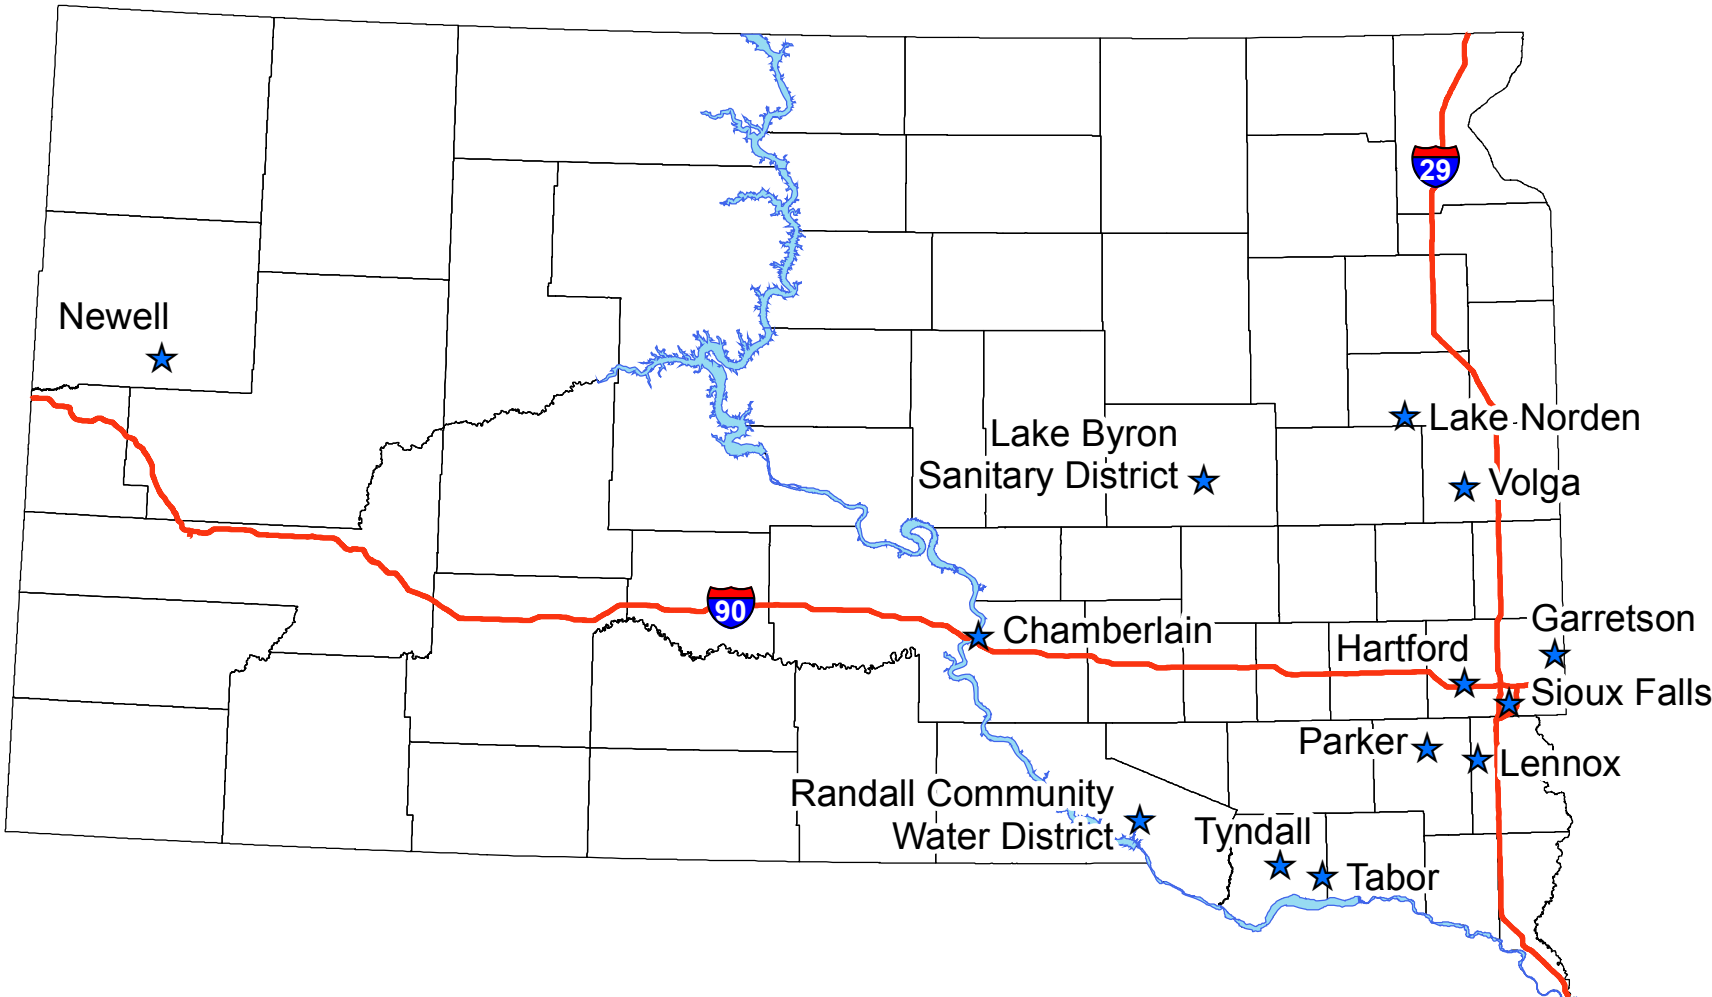 29
Newell
Lake Norden
Lake Byron
Sanitary District
Volga
90
Chamberlain
Garretson
Hartford
Sioux Falls
Parker
Lennox
Randall Community
Water District
Tyndall
Tabor